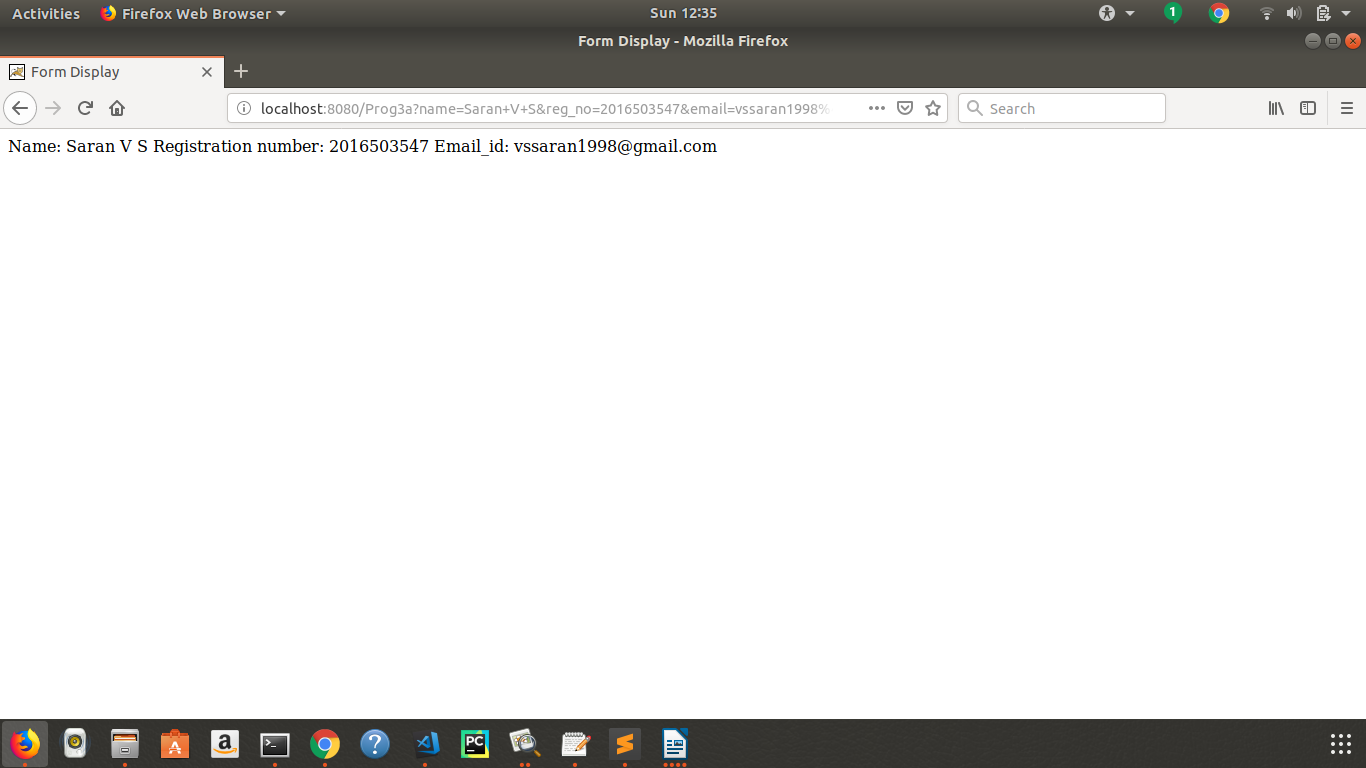 Activities Firefox Web Browser Sun 12:35 1
Form Display - Mozilla Firefox
Form Display
localhost:8080/Prog3a?name=Saran+V+S&reg_no=2016503547&email=vssaran1998% Search
Name: Saran V S Registration number: 2016503547 Email_id: vssaran1998@gmail.com
A a >_ ? PC S